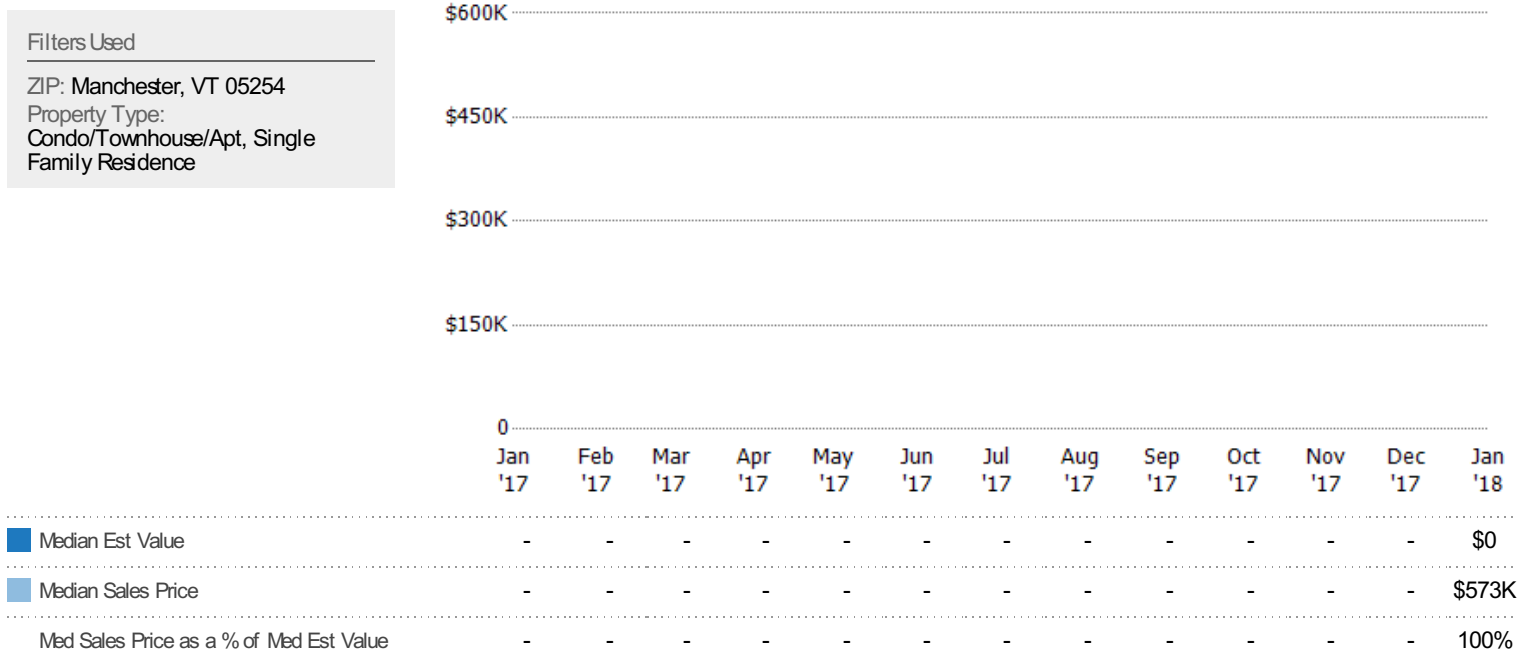 Filters Used
ZIP: Manchester, VT 05254
Property Type:
Condo/Townhouse/Apt, Single
Family Residence
$600K
$450K
$300K
$150K
0
Jan Feb Mar Apr May Jun Jul Aug Sep Oct Nov Dec Jan
'17 '17 '17 '17 '17 '17 '17 '17 '17 '17 '17 '17 '18
Median Est Value - - - - - - - - - - - - $0
Median Sales Price - - - - - - - - - - - - $573K
Med Sales Price as a % of Med Est Value - - - - - - - - - - - - 100%